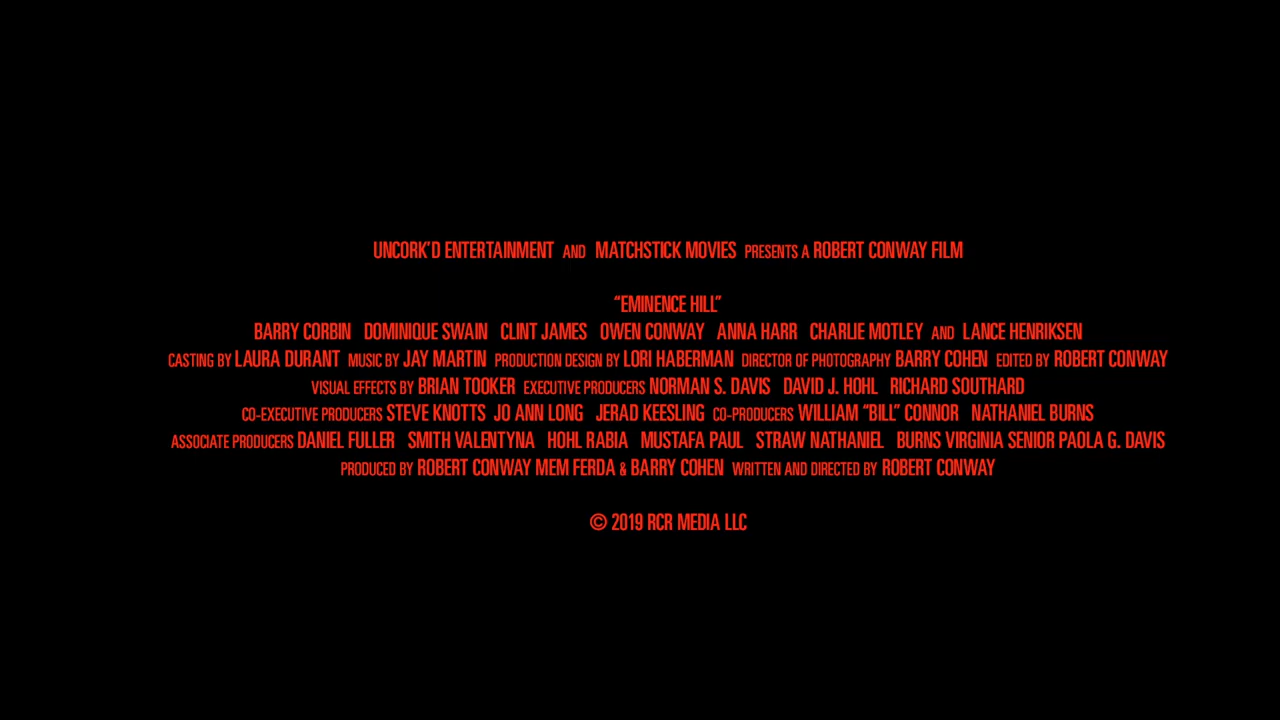 UNCORK'D ENTERTAINMENT AND MATCHSTICK MOVIES PRESENTS A ROBERT CONWAY FILM
“EMINENCE HILL”
BARRY CORBIN DOMINIQUE SWAIN CLINT JAMES OWEN CONWAY ANNA HARR CHARLIE MOTLEY AND LANCE HENRIKSEN
CASTING BY LAURA DURANT MUSIC BY JAY MARTIN PRODUCTION DESIGN BY LORI HABERMAN DIRECTOR OF PHOTOGRAPHY BARRY COHEN EDITED BY ROBERT CONWAY
VISUAL EFFECTS BY BRIAN TOOKER EXECUTIVE PRODUCERS NORMAN S. DAVIS DAVID J. HOHL RICHARD SOUTHARD
CO-EXECUTIVE PRODUCERS STEVE KNOTTS JO ANN LONG JERAD KEESLING CO-PRODUCERS WILLIAM “BILL” CONNOR NATHANIEL BURNS
ASSOCIATE PRODUCERS DANIEL FULLER SMITH VALENTYNA HOHL RABIA MUSTAFA PAUL STRAW NATHANIEL BURNS VIRGINIA SENIOR PAOLA G. DAVIS
PRODUCED BY ROBERT CONWAY MEM FERDA & BARRY COHEN WRITTEN AND DIRECTED BY ROBERT CONWAY
© 2019 RCR MEDIA LLC